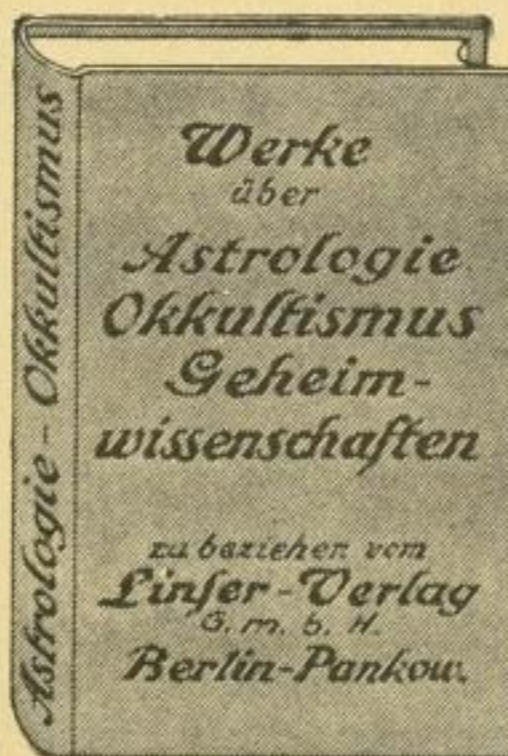 Astrologie - Okkultismus
Werke
über
Astrologie
Okkultismus
Geheim-
wissenschaften
zu beziehen vom
Linser-Verlag
G. m. b. H.
Berlin-Pankow.